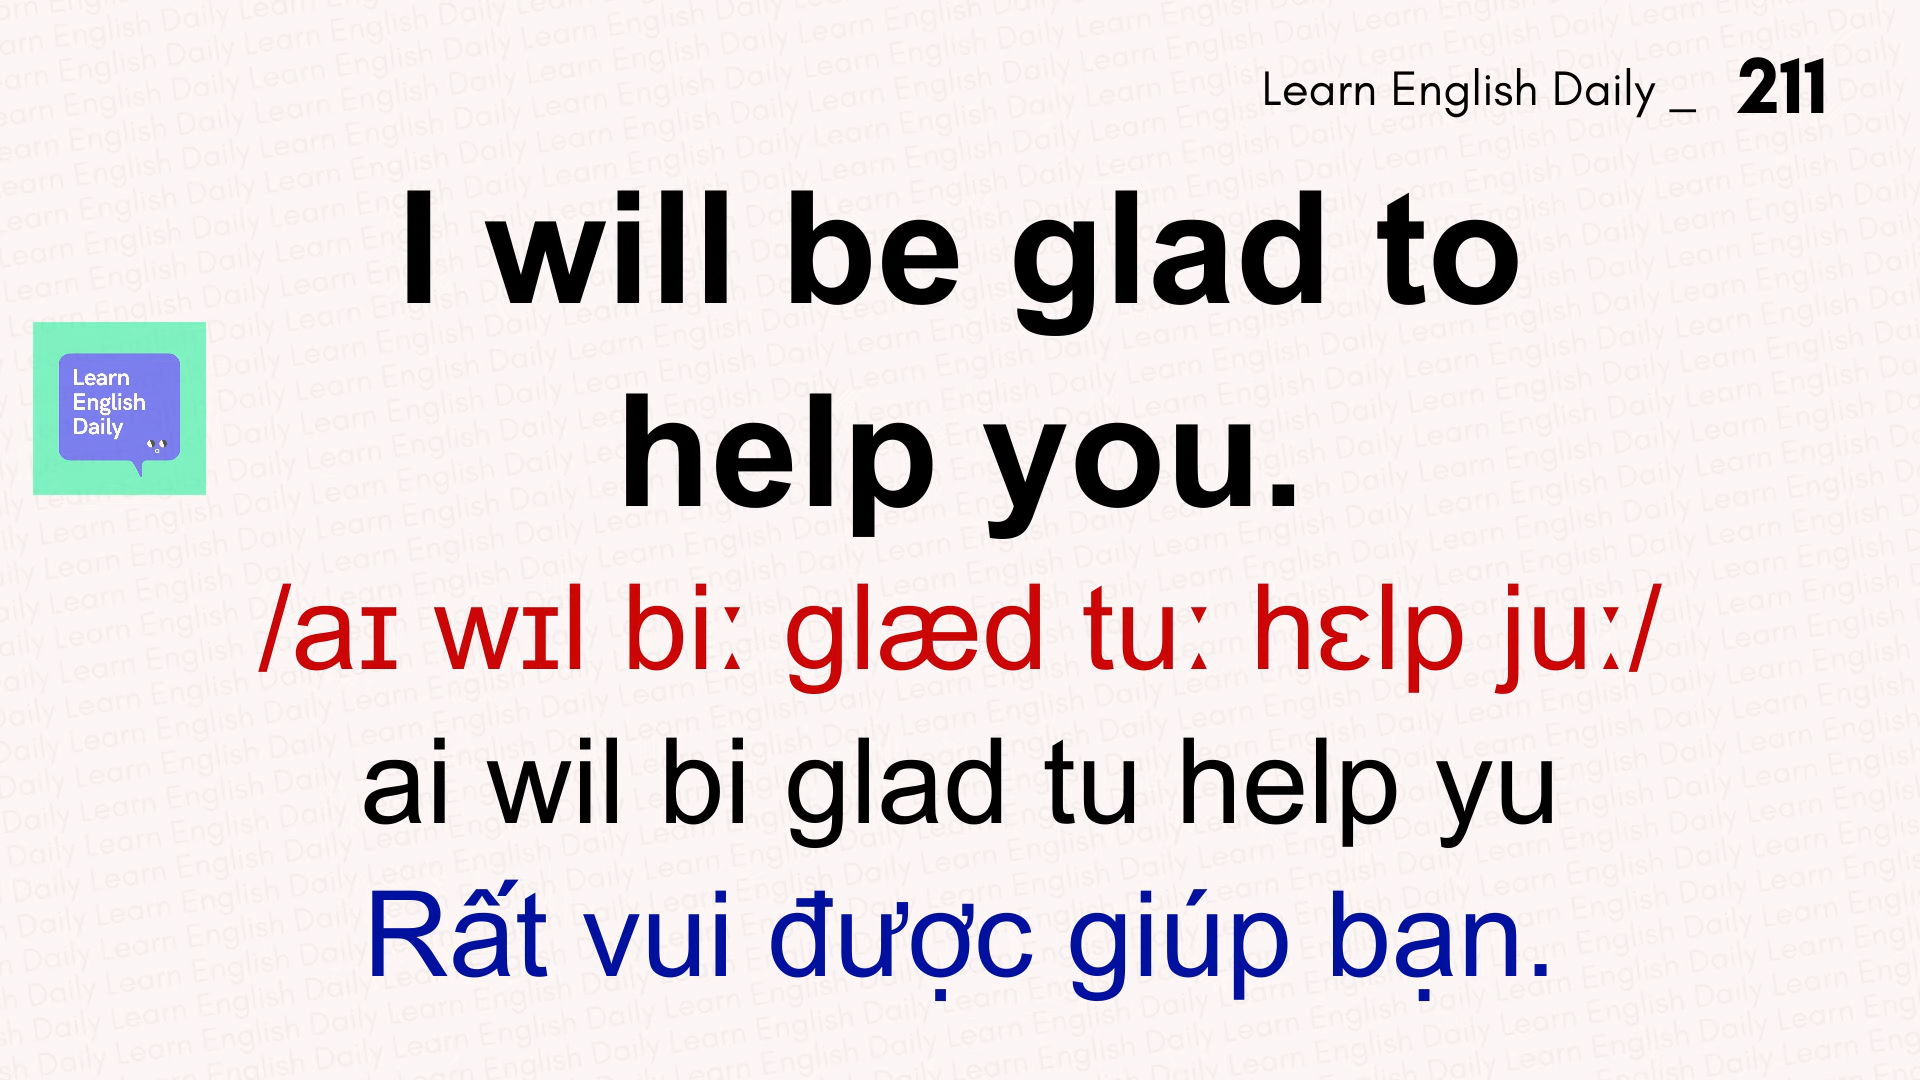 Learn English Daily _ 211
I will be glad to
help you.
Learn
English
Daily
/aɪ wɪl biː glæd tuː hɛlp juː/
ai wil bi glad tu help yu
Rất vui được giúp bạn.